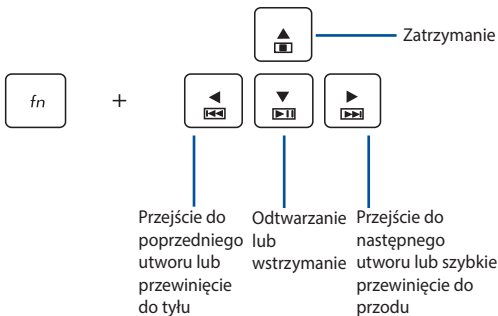 Zatrzymanie
fn
+
Przejście do
poprzedniego
utworu lub
przewinięcie
do tyłu
Odtwarzanie
lub
wstrzymanie
Przejście do
następnego
utworu lub szybkie
przewinięcie do
przodu